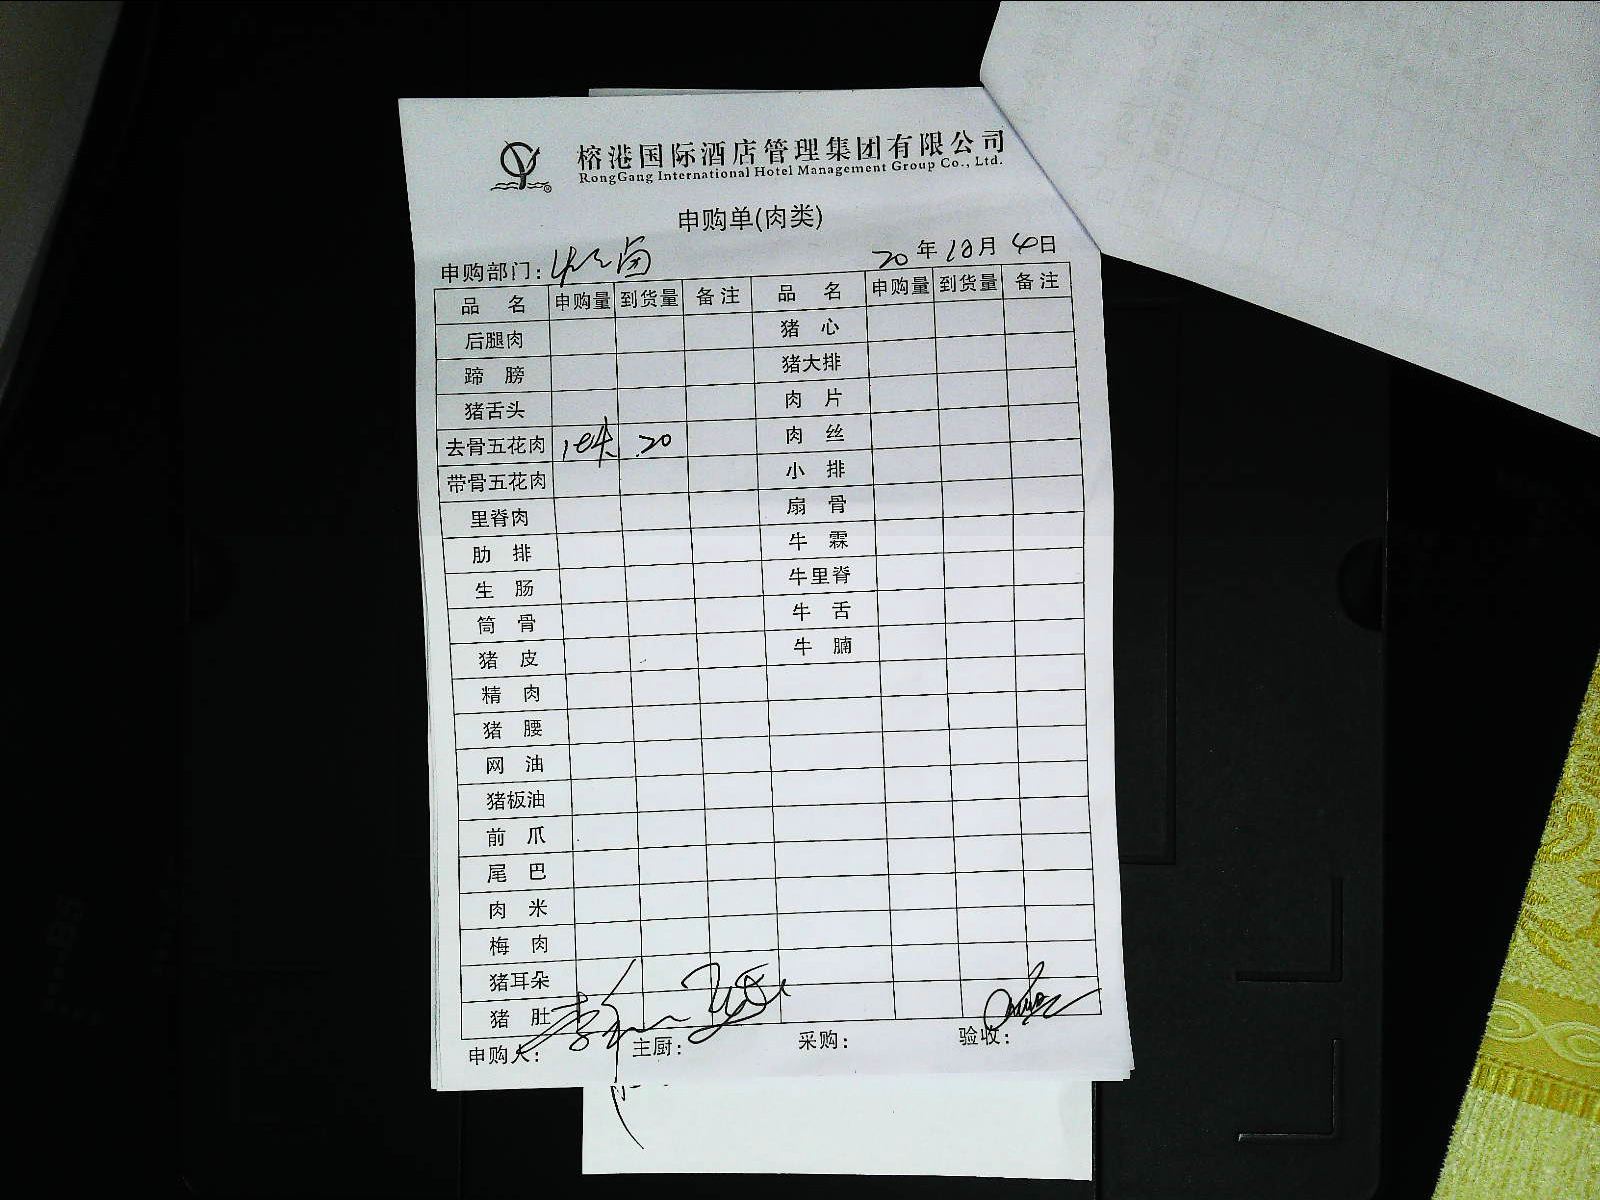 榕港国际酒店管理集团有限公司
RongGang International Hotel Management Group Co., Ltd.
申购单(肉类)
申购部门: 20年12月4日
品 名 申购量 到货量 备注 品 名 申购量 到货量 备注
后腿肉 猪 心
蹄 膀 猪大排
猪舌头 肉 片
去骨五花肉 20 肉 丝
带骨五花肉 小 排
里脊肉 扇 骨
肋 排 牛 霖
生 肠 牛里脊
筒 骨 牛 舌
猪 皮 牛 腩
精 肉
猪 腰
网 油
猪板油
前 爪
尾 巴
肉 米
梅 肉
猪耳朵
猪 肚
申购人: 主厨: 采购: 验收: